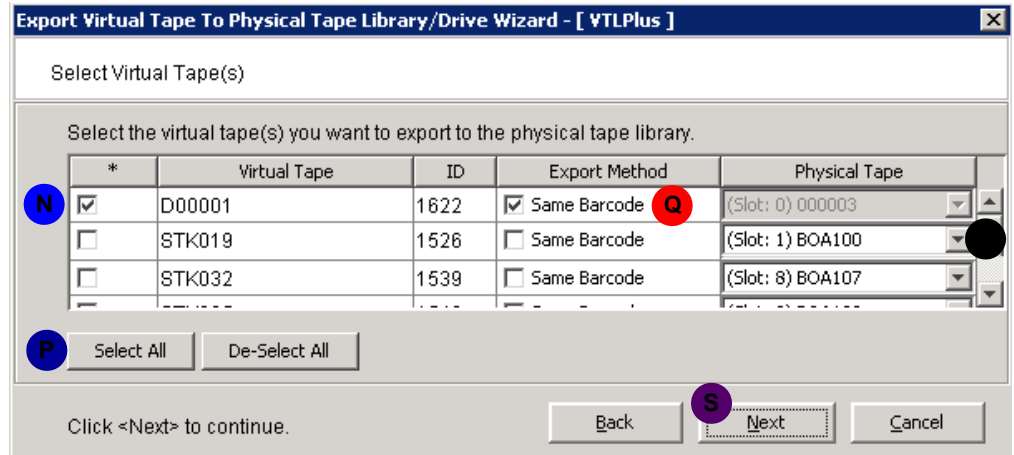 Export Virtual Tape To Physical Tape Library/Drive Wizard - [ VTLPlus ]
Select Virtual Tape(s)
Select the virtual tape(s) you want to export to the physical tape library.
* Virtual Tape ID Export Method Physical Tape
N D00001 1622 Same Barcode Q (Slot: 0) 000003
STK019 1526 Same Barcode (Slot: 1) BOA100
STK032 1539 Same Barcode (Slot: 8) BOA107
P Select All De-Select All
S
Click <Next> to continue. Back Next Cancel